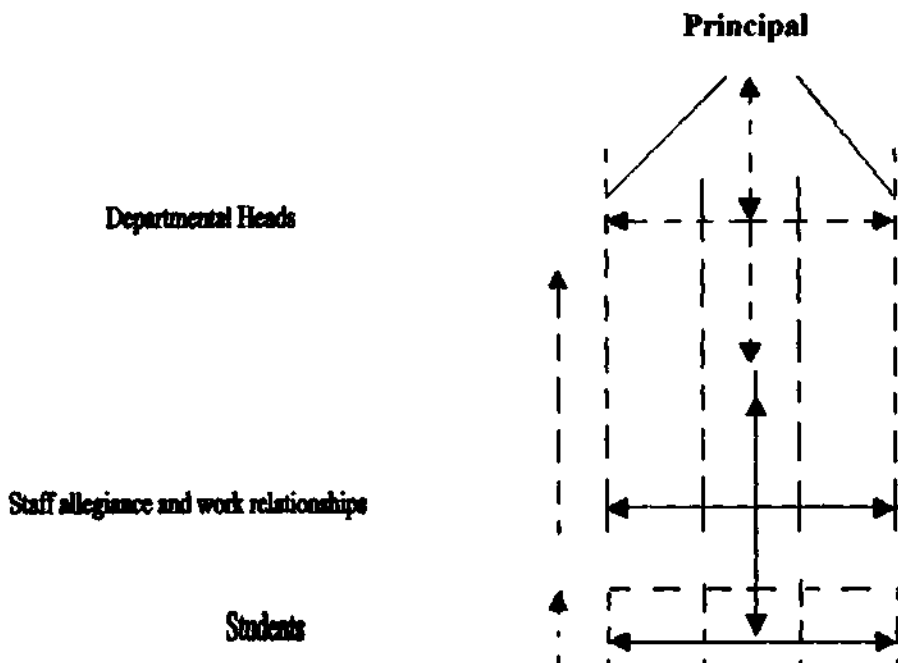 Principal
Departmental Heads
Staff allegiance and work relationships
Students